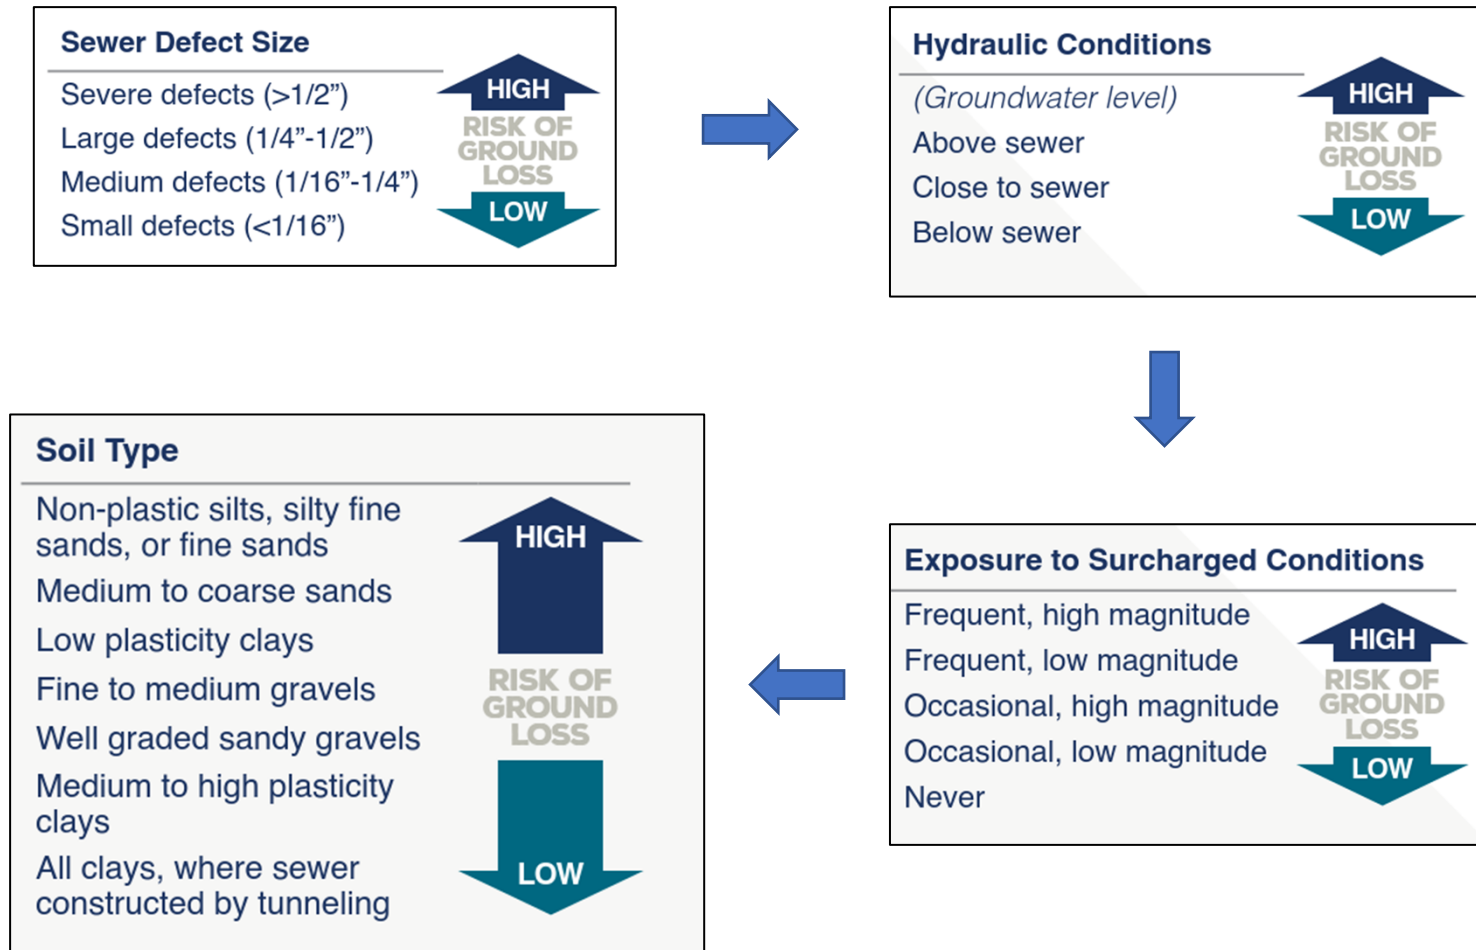 Sewer Defect Size
Severe defects (>1/2”)
Large defects (1/4”-1/2”)
Medium defects (1/16”-1/4”)
Small defects (<1/16”)
HIGH
RISK OF
GROUND
LOSS
LOW
Hydraulic Conditions
(Groundwater level)
Above sewer
Close to sewer
Below sewer
HIGH
RISK OF
GROUND
LOSS
LOW
Exposure to Surcharged Conditions
Frequent, high magnitude
Frequent, low magnitude
Occasional, high magnitude
Occasional, low magnitude
Never
HIGH
RISK OF
GROUND
LOSS
LOW
Soil Type
Non-plastic silts, silty fine
sands, or fine sands
Medium to coarse sands
Low plasticity clays
Fine to medium gravels
Well graded sandy gravels
Medium to high plasticity
clays
All clays, where sewer
constructed by tunneling
HIGH
RISK OF
GROUND
LOSS
LOW